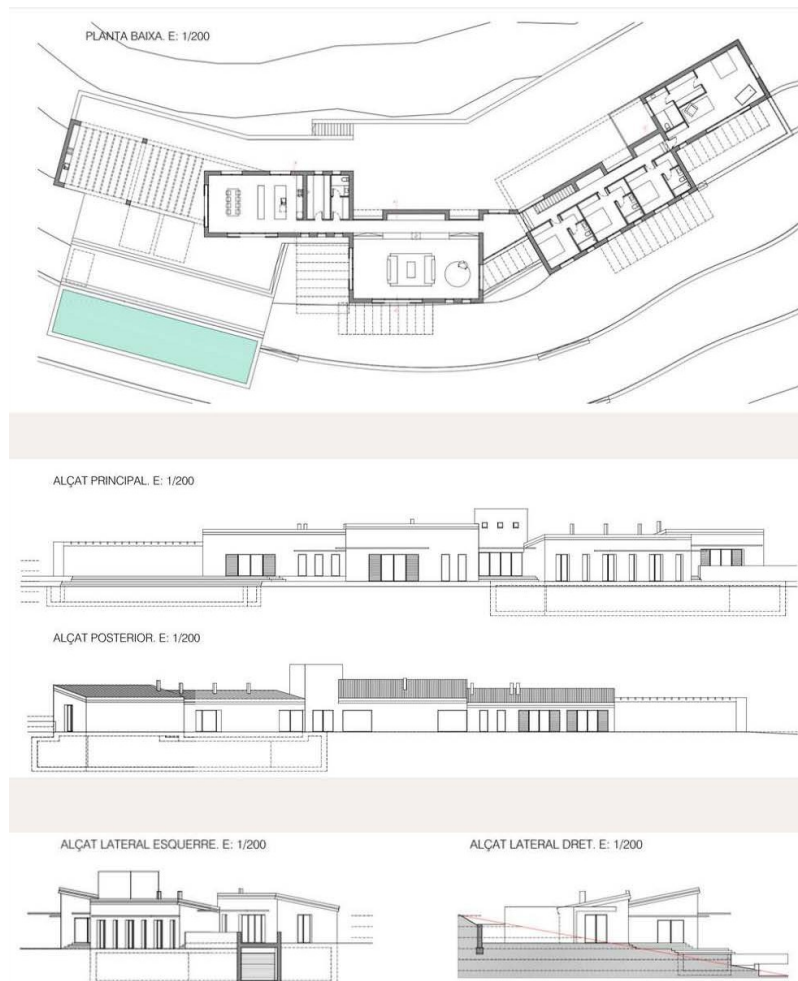 PLANTA BAIXA. E: 1/200
ALÇAT PRINCIPAL. E: 1/200
ALÇAT POSTERIOR. E: 1/200
ALÇAT LATERAL ESQUERRE. E: 1/200
ALÇAT LATERAL DRET. E: 1/200